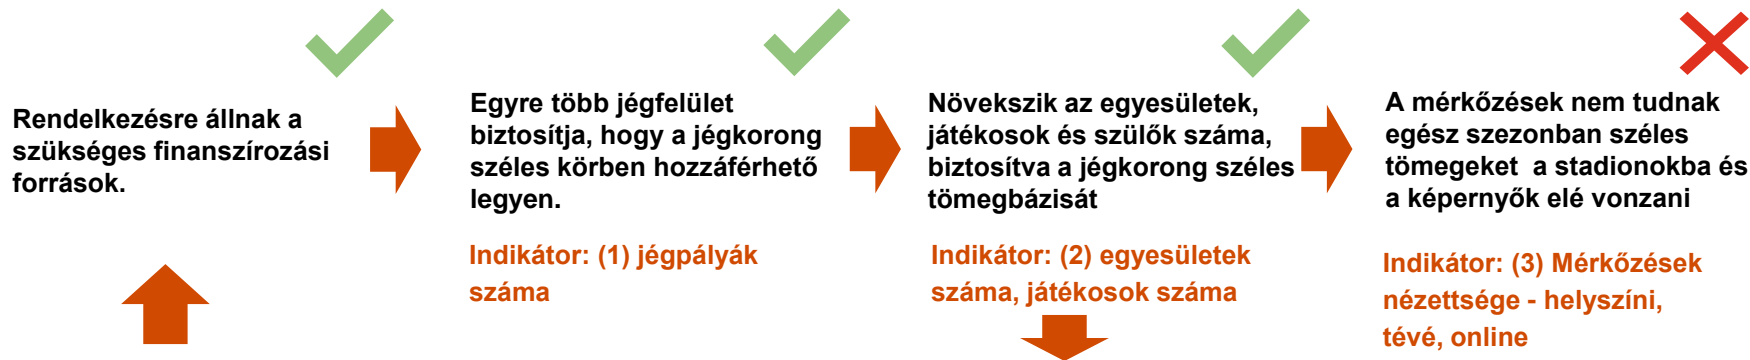 Rendelkezésre állnak a
szükséges finanszírozási
források.
Egyre több jégfelület
biztosítja, hogy a jégkorong
széles körben hozzáférhető
legyen.
Indikátor: (1) jégpályák
száma
Növekszik az egyesületek,
játékosok és szülők száma,
biztosítva a jégkorong széles
tömegbázisát
Indikátor: (2) egyesületek
száma, játékosok száma
A mérkőzések nem tudnak
egész szezonban széles
tömegeket a stadionokba és
a képernyők elé vonzani
Indikátor: (3) Mérkőzések
nézettsége - helyszíni,
tévé, online